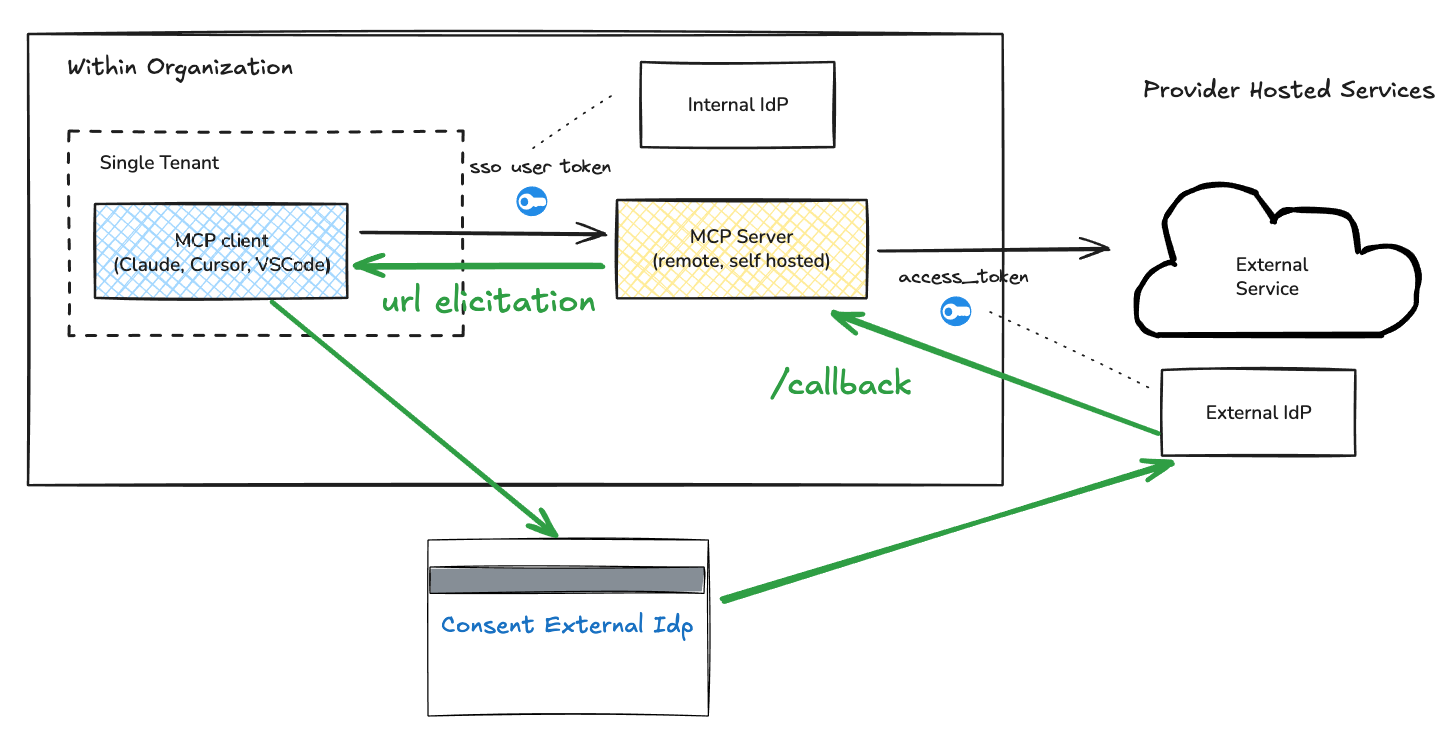 Within Organization
Internal IdP
Provider Hosted Services
Single Tenant
sso user token
MCP client
(Claude, Cursor, VSCode)
MCP Server
(remote, self hosted)
External
Service
access_token
url elicitation
/callback
External IdP
Consent External Idp